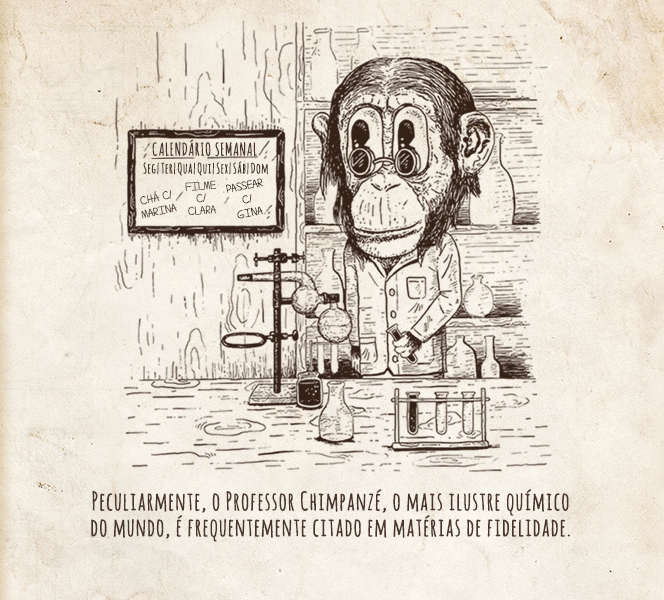 CALENDÁRIO SEMANAL
SEG|TER|QUA|QUI|SEX|SÁB|DOM
CHÁ C/ MARINA / FILME C/ CLARA / PASSEAR C/ GINA
PECULIARMENTE, O PROFESSOR CHIMPANZÉ, O MAIS ILUSTRE QUÍMICO
DO MUNDO, É FREQUENTEMENTE CITADO EM MATÉRIAS DE FIDELIDADE.